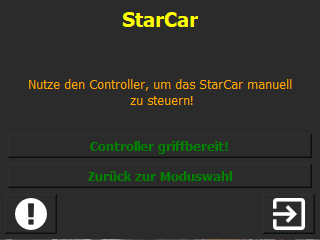 StarCar
Nutze den Controller, um das StarCar manuell
zu steuern!
Controller griffbereit!
Zurück zur Moduswahl